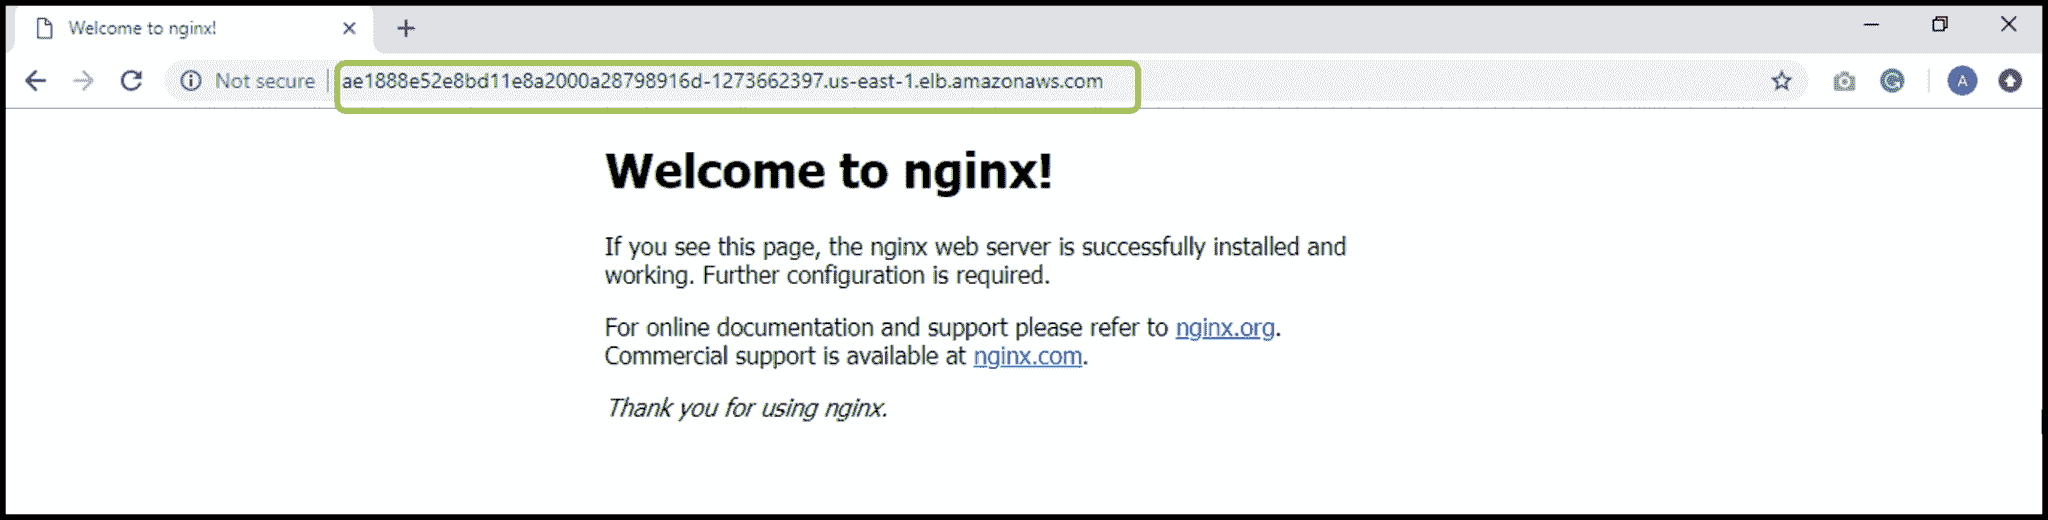 Welcome to nginx!
Not secure
ae1888e52e8bd11e8a2000a28798916d-1273662397.us-east-1.elb.amazonaws.com
A
Welcome to nginx!
If you see this page, the nginx web server is successfully installed and
working. Further configuration is required.
For online documentation and support please refer to nginx.org.
Commercial support is available at nginx.com.
Thank you for using nginx.